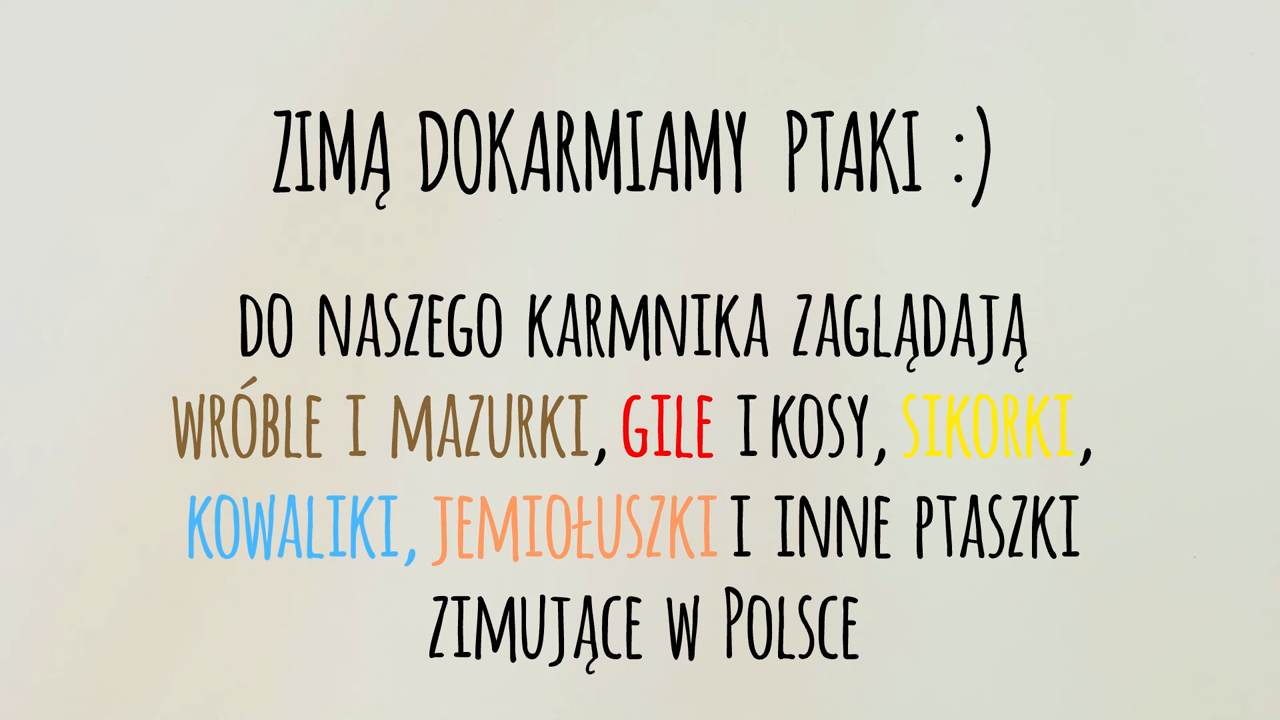 ZIMĄ DOKARMIAMY PTAKI :)
DO NASZEGO KARMNIKA ZAGLĄDAJĄ
WRÓBLE I MAZURKI, GILE I KOSY, SIKORKI,
KOWALIKI, JEMIOŁUSZKI I INNE PTASZKI
ZIMUJĄCE W POLSCE